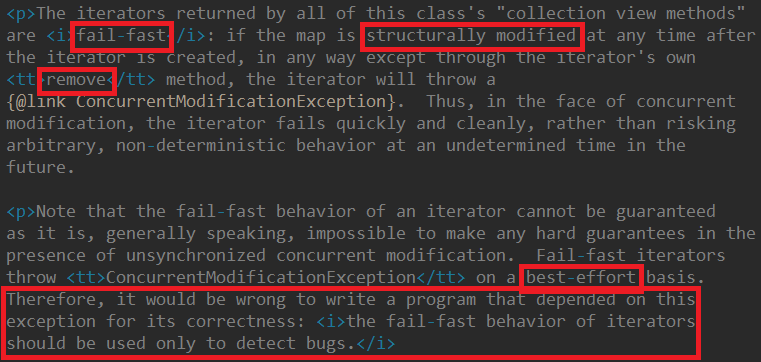 <p>The iterators returned by all of this class's "collection view methods"
are <i>fail-fast</i>: if the map is structurally modified at any time after
the iterator is created, in any way except through the iterator's own
<tt>remove</tt> method, the iterator will throw a
{@link ConcurrentModificationException}.  Thus, in the face of concurrent
modification, the iterator fails quickly and cleanly, rather than risking
arbitrary, non-deterministic behavior at an undetermined time in the
future.

<p>Note that the fail-fast behavior of an iterator cannot be guaranteed
as it is, generally speaking, impossible to make any hard guarantees in the
presence of unsynchronized concurrent modification.  Fail-fast iterators
throw <tt>ConcurrentModificationException</tt> on a best-effort basis.
Therefore, it would be wrong to write a program that depended on this
exception for its correctness: <i>the fail-fast behavior of iterators
should be used only to detect bugs.</i>